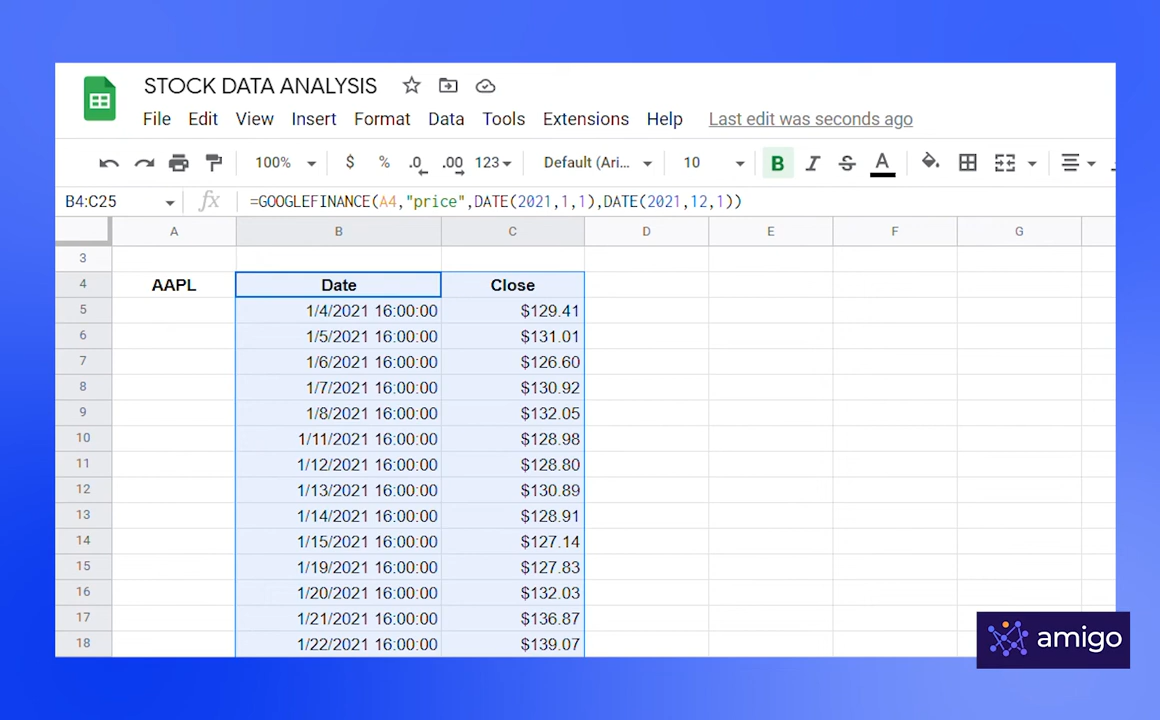 STOCK DATA ANALYSIS
File Edit View Insert Format Data Tools Extensions Help Last edit was seconds ago
100% $ % .0 .00 123 Default (Ari... 10 B I S A
B4:C25 fx =GOOGLEFINANCE(A4,"price",DATE(2021,1,1),DATE(2021,12,1))
A B C D E F G
3
4 AAPL Date Close
5 1/4/2021 16:00:00 $129.41
6 1/5/2021 16:00:00 $131.01
7 1/6/2021 16:00:00 $126.60
8 1/7/2021 16:00:00 $130.92
9 1/8/2021 16:00:00 $132.05
10 1/11/2021 16:00:00 $128.98
11 1/12/2021 16:00:00 $128.80
12 1/13/2021 16:00:00 $130.89
13 1/14/2021 16:00:00 $128.91
14 1/15/2021 16:00:00 $127.14
15 1/19/2021 16:00:00 $127.83
16 1/20/2021 16:00:00 $132.03
17 1/21/2021 16:00:00 $136.87
18 1/22/2021 16:00:00 $139.07
amigo